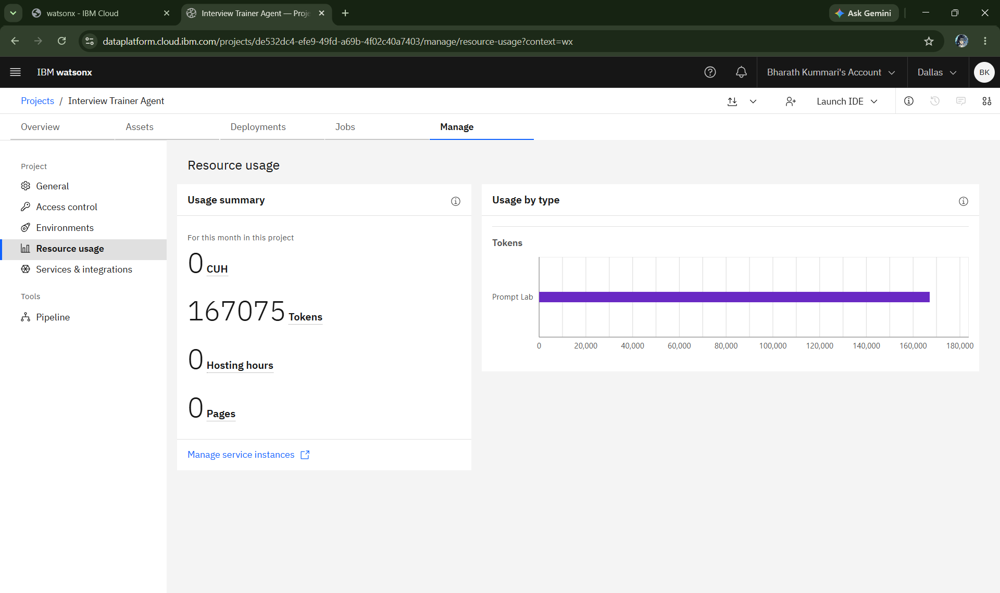 watsonx - IBM Cloud
Interview Trainer Agent — Proje
Ask Gemini
dataplatform.cloud.ibm.com/projects/de532dc4-efe9-49fd-a69b-4f02c40a7403/manage/resource-usage?context=wx
IBM watsonx
Bharath Kummari's Account
Dallas
BK
Projects / Interview Trainer Agent
Launch IDE
Overview
Assets
Deployments
Jobs
Manage
Project
General
Access control
Environments
Resource usage
Services & integrations
Tools
Pipeline
Resource usage
Usage summary
For this month in this project
0 CUH
167075 Tokens
0 Hosting hours
0 Pages
Manage service instances
Usage by type
Tokens
Prompt Lab
0 20,000 40,000 60,000 80,000 100,000 120,000 140,000 160,000 180,000